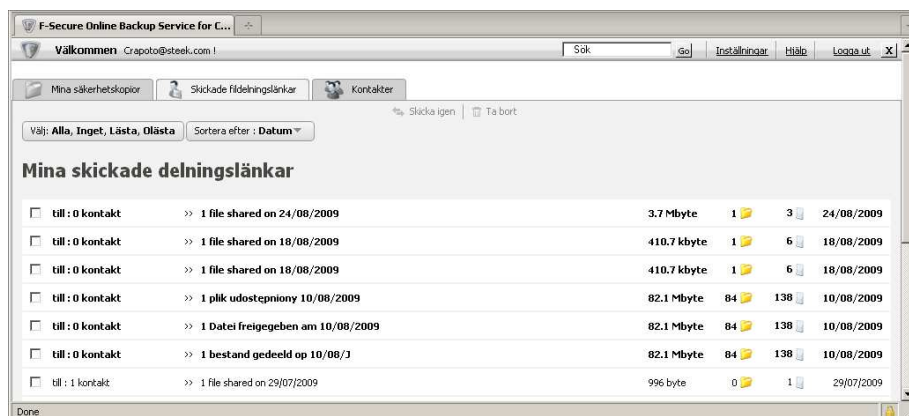 F-Secure Online Backup Service for C...
Välkommen Crapoto@steek.com !
Sök Go Inställningar Hjälp Logga ut X
Mina säkerhetskopior Skickade fildelningslänkar Kontakter
Skicka igen Ta bort
Välj: Alla, Inget, Lästa, Olästa Sortera efter : Datum
Mina skickade delningslänkar
till : 0 kontakt >> 1 file shared on 24/08/2009 3.7 Mbyte 1 3 24/08/2009
till : 0 kontakt >> 1 file shared on 18/08/2009 410.7 kbyte 1 6 18/08/2009
till : 0 kontakt >> 1 file shared on 18/08/2009 410.7 kbyte 1 6 18/08/2009
till : 0 kontakt >> 1 plik udostępniony 10/08/2009 82.1 Mbyte 84 138 10/08/2009
till : 0 kontakt >> 1 Datei freigegeben am 10/08/2009 82.1 Mbyte 84 138 10/08/2009
till : 0 kontakt >> 1 bestand gedeeld op 10/08/J 82.1 Mbyte 84 138 10/08/2009
till : 1 kontakt >> 1 file shared on 29/07/2009 996 byte 0 1 29/07/2009
Done